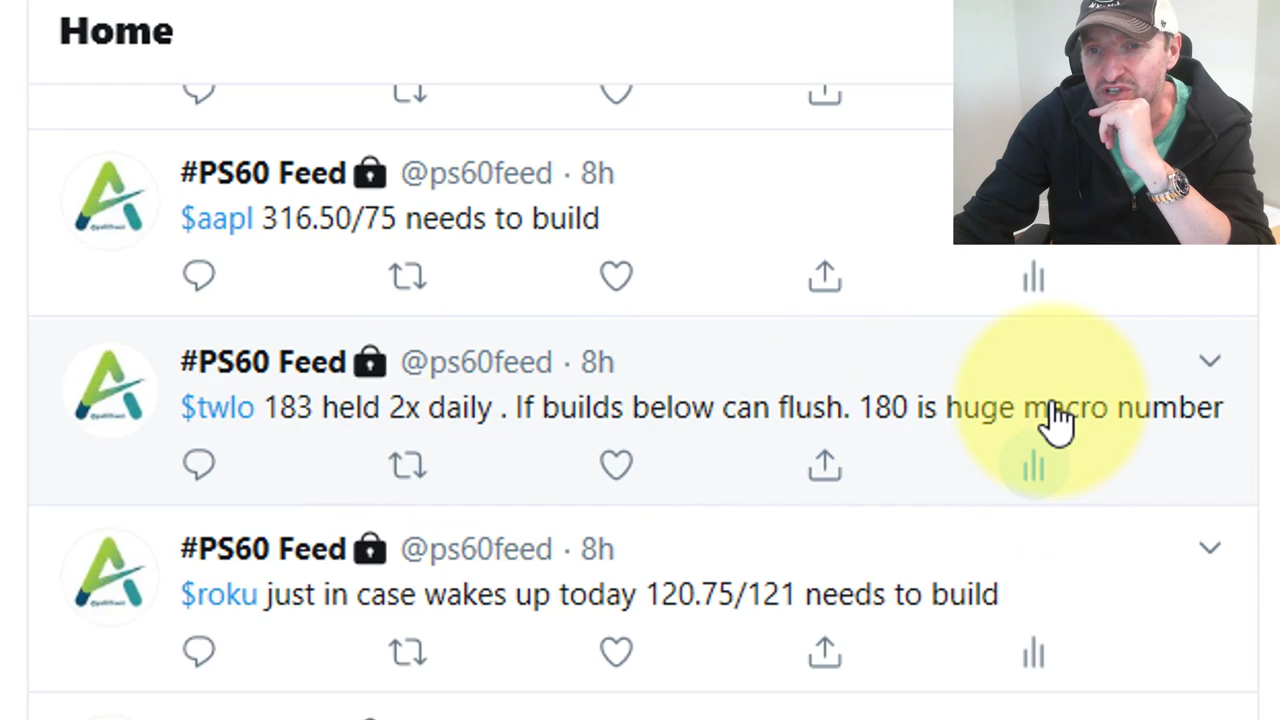 Home
#PS60 Feed @ps60feed · 8h
$aapl 316.50/75 needs to build
#PS60 Feed @ps60feed · 8h
$twlo 183 held 2x daily . If builds below can flush. 180 is huge macro number
#PS60 Feed @ps60feed · 8h
$roku just in case wakes up today 120.75/121 needs to build